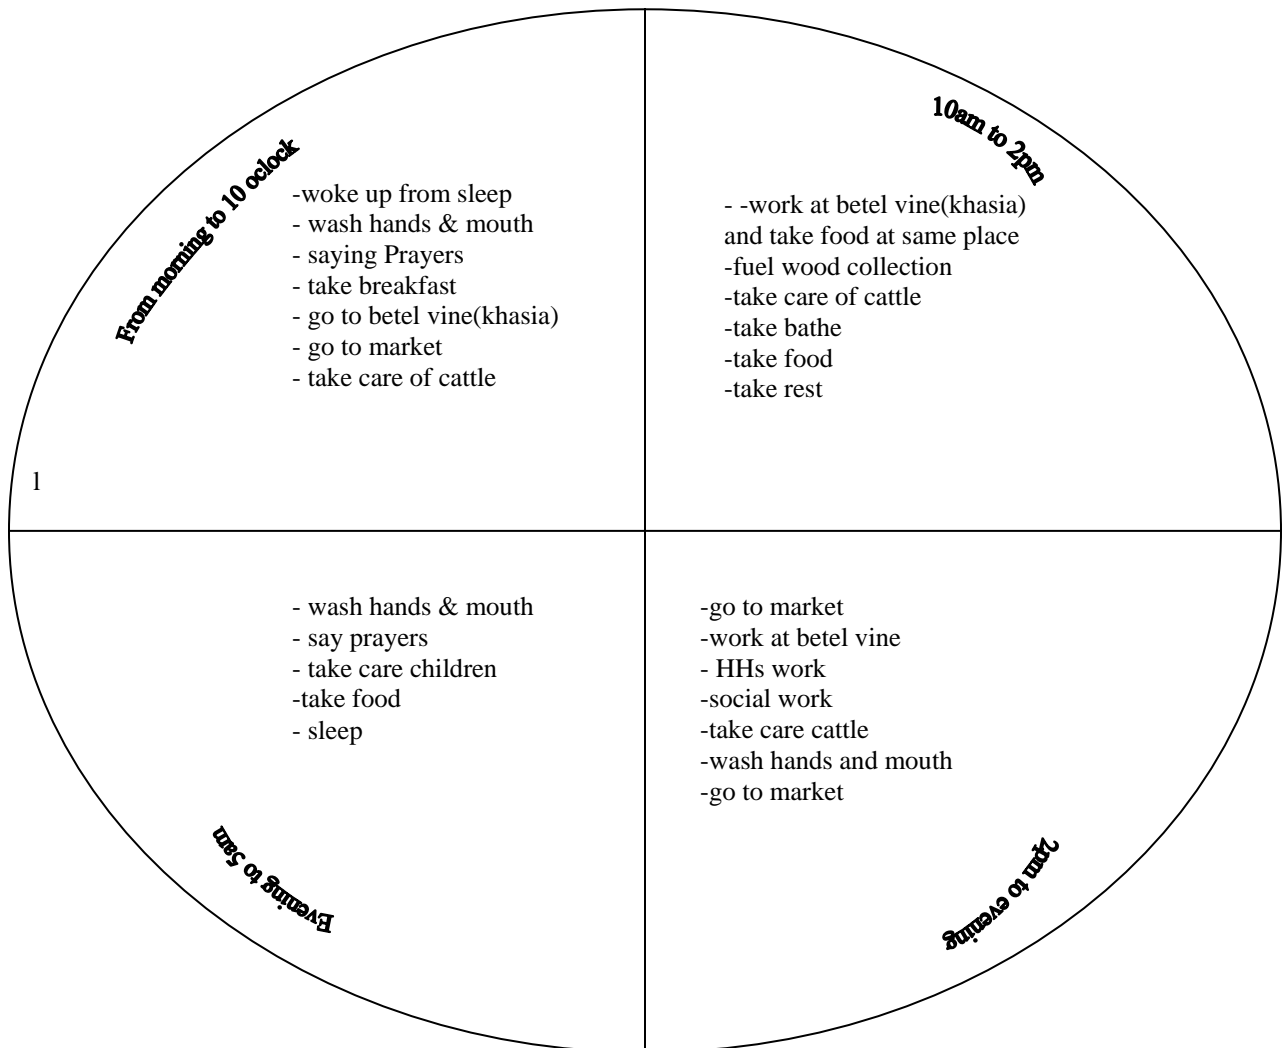 From morning to 10 oclock
-woke up from sleep
- wash hands & mouth
- saying Prayers
- take breakfast
- go to betel vine(khasia)
- go to market
- take care of cattle
l
10am to 2pm
- -work at betel vine(khasia)
and take food at same place
-fuel wood collection
-take care of cattle
-take bathe
-take food
-take rest
- wash hands & mouth
- say prayers
- take care children
-take food
- sleep
Evening to 5am
-go to market
-work at betel vine
- HHs work
-social work
-take care cattle
-wash hands and mouth
-go to market
2pm to evening